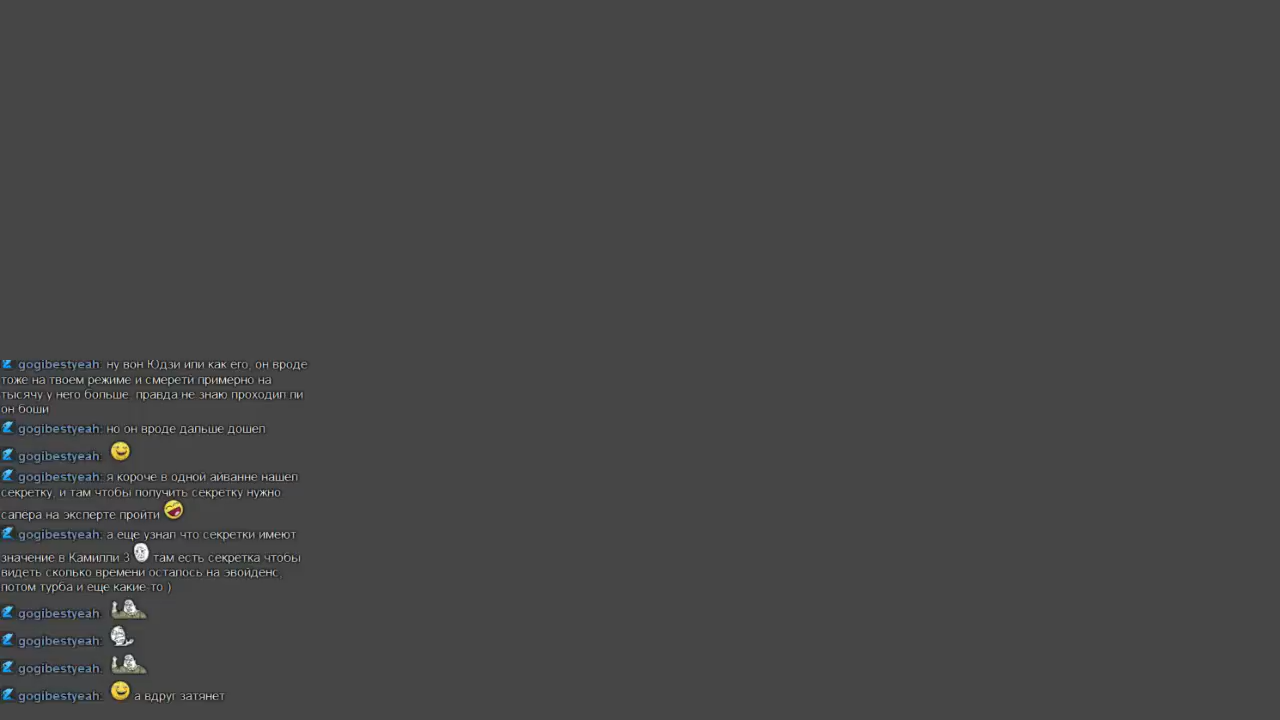 gogibestyeah: ну вон Юдзи или как его, он вроде
тоже на твоем режиме и смерети примерно на
тысячу у него больше, правда не знаю проходил ли
он боши
gogibestyeah: но он вроде дальше дошел
gogibestyeah:
gogibestyeah: я короче в одной айванне нашел
секретку, и там чтобы получить секретку нужно
сапера на эксперте пройти
gogibestyeah: а еще узнал что секретки имеют
значение в Камилли 3 там есть секретка чтобы
видеть сколько времени осталось на эвойденс,
потом турба и еще какие то )
gogibestyeah:
gogibestyeah:
gogibestyeah:
gogibestyeah: а вдруг затянет